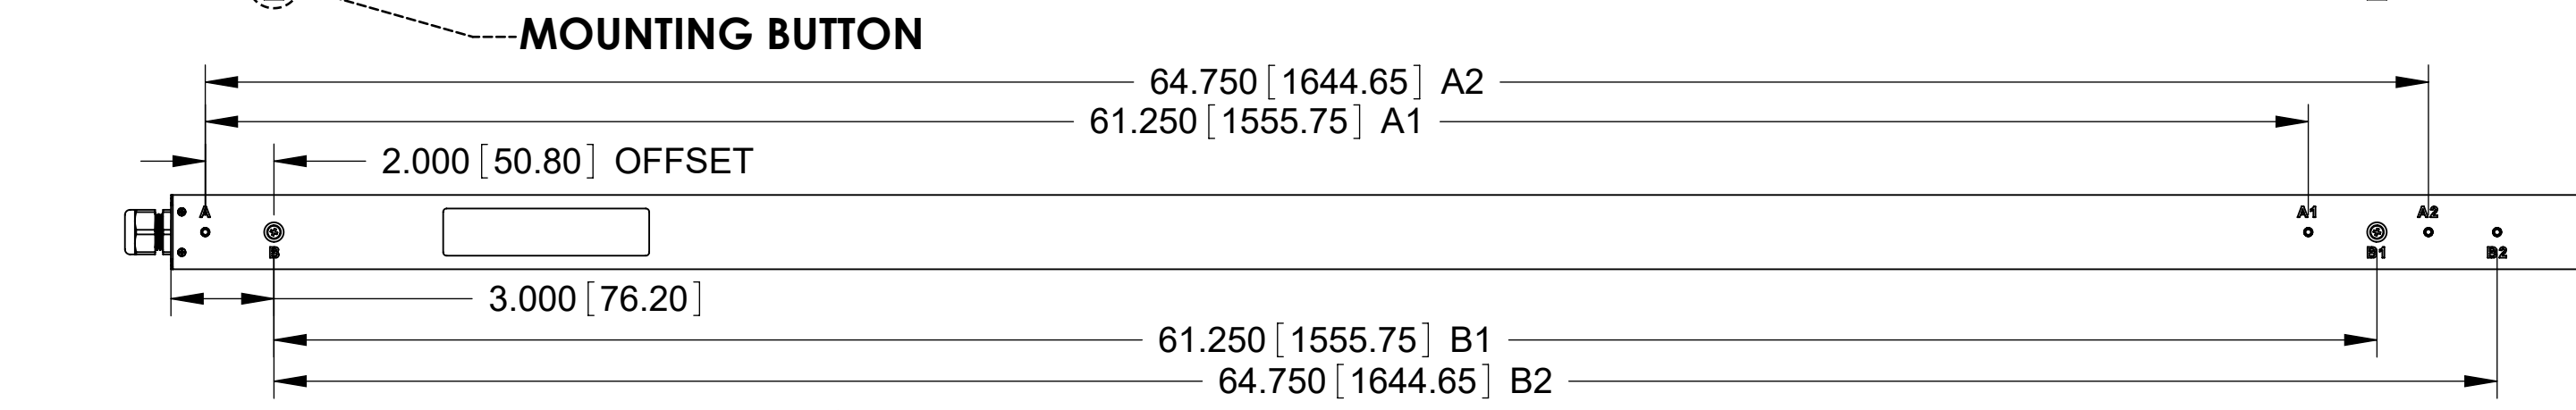 MOUNTING BUTTON
64.750 [1644.65] A2
61.250 [1555.75] A1
2.000 [50.80] OFFSET
A A1 A2
B B1 B2
3.000 [76.20]
61.250 [1555.75] B1
64.750 [1644.65] B2